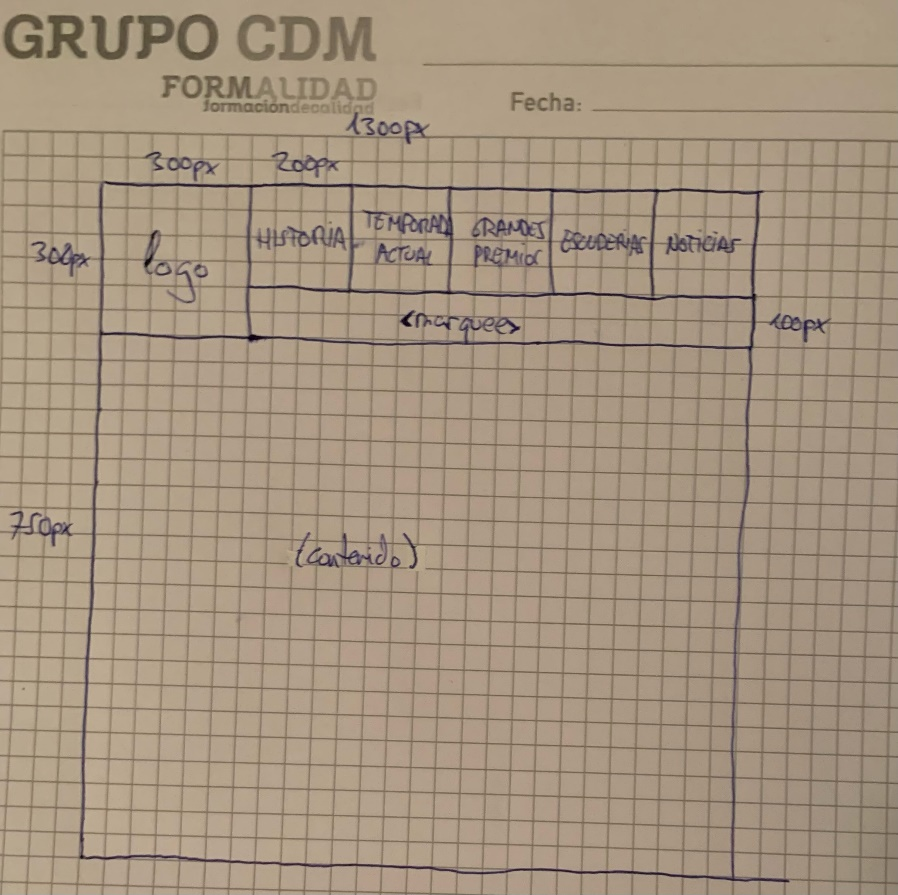 GRUPO CDM
FORMALIDAD
formacióndecalidad
Fecha:
1300px
300px
200px
300px
logo
HISTORIA
TEMPORADA
ACTUAL
GRANDES
PREMIOS
ESCUDERIAS
NOTICIAS
<marquee>
100px
750px
(contenido)